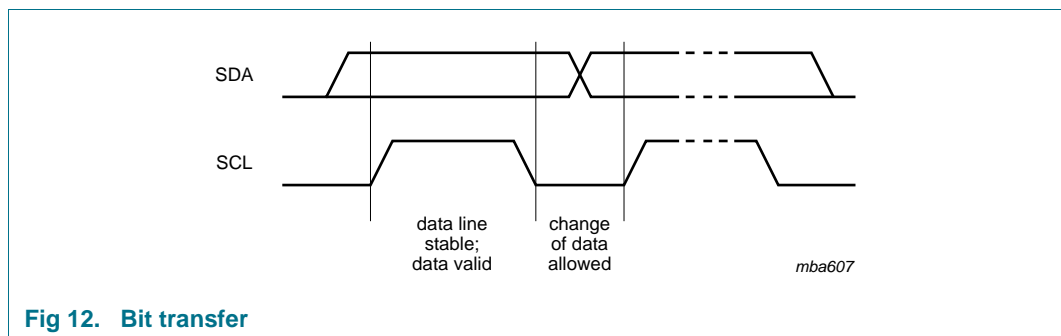 SDA
SCL
data line
stable;
data valid
change
of data
allowed
mba607
Fig 12. Bit transfer